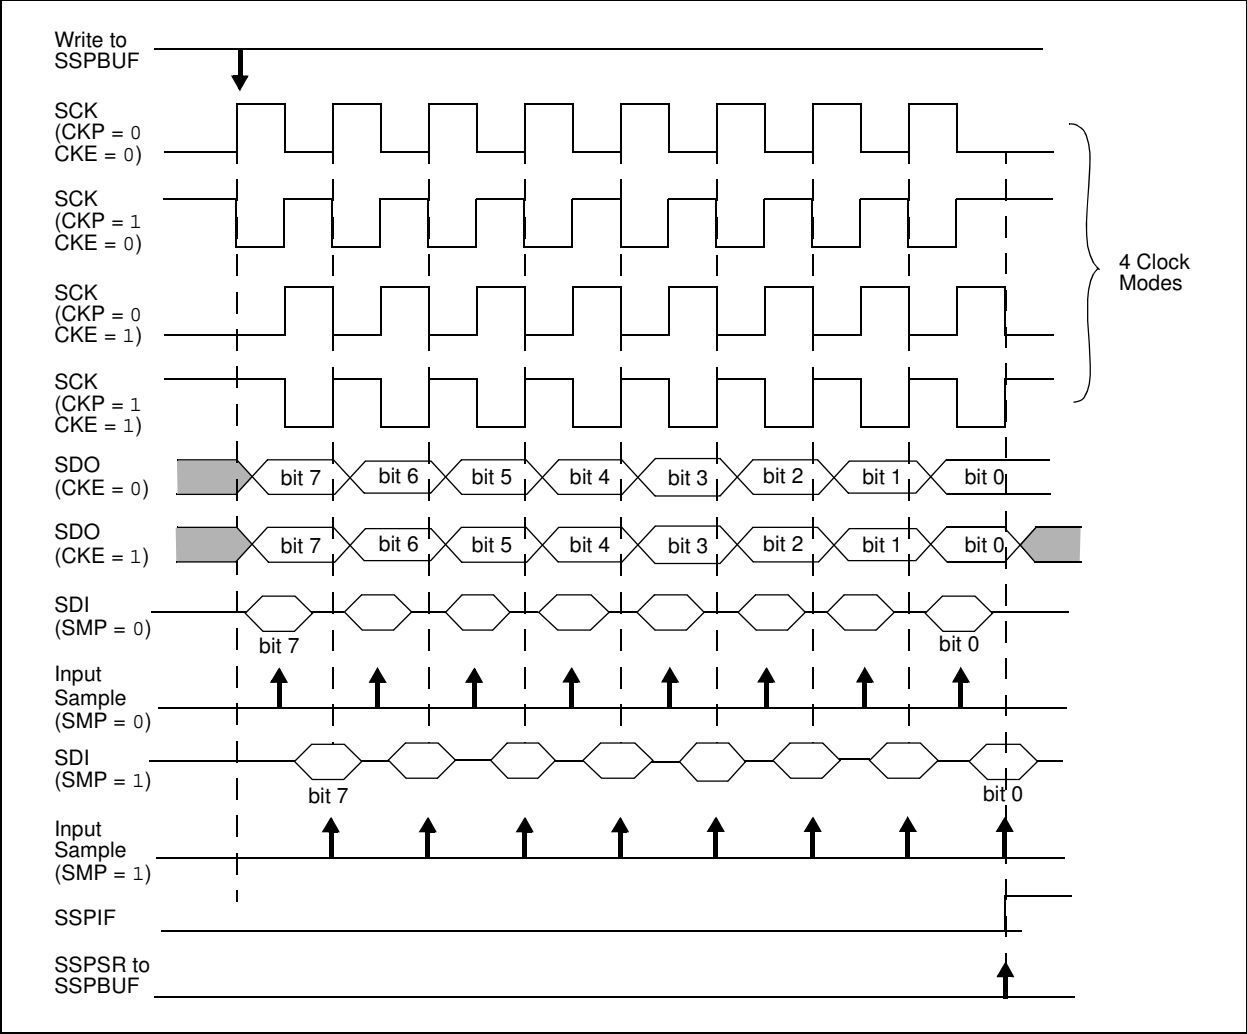 Write to
SSPBUF
SCK
(CKP = 0
CKE = 0)
SCK
(CKP = 1
CKE = 0)
4 Clock
Modes
SCK
(CKP = 0
CKE = 1)
SCK
(CKP = 1
CKE = 1)
SDO
(CKE = 0)
bit 7 bit 6 bit 5 bit 4 bit 3 bit 2 bit 1 bit 0
SDO
(CKE = 1)
bit 7 bit 6 bit 5 bit 4 bit 3 bit 2 bit 1 bit 0
SDI
(SMP = 0)
bit 7 bit 0
Input
Sample
(SMP = 0)
SDI
(SMP = 1)
bit 7 bit 0
Input
Sample
(SMP = 1)
SSPIF
SSPSR to
SSPBUF